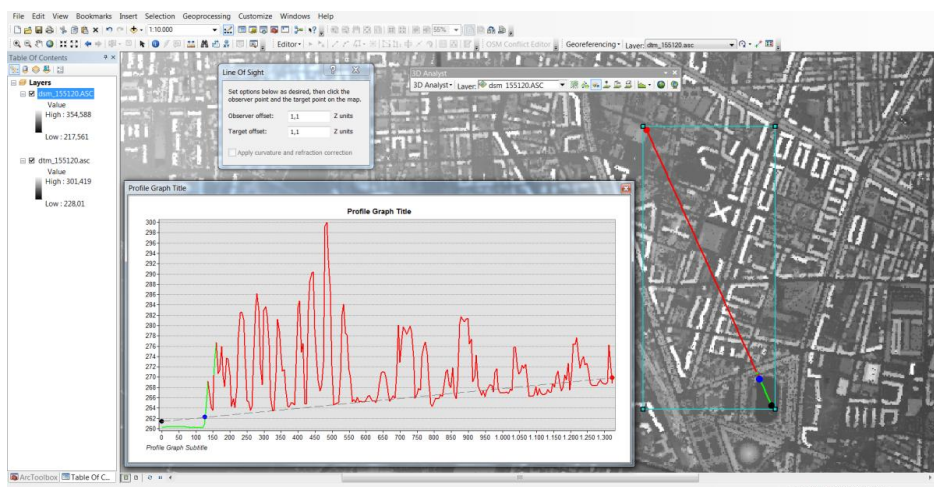 File Edit View Bookmarks Insert Selection Geoprocessing Customize Windows Help
1:10.000
55%
Editor
OSM Conflict Editor
Georeferencing Layer: dtm_155120.asc
Table Of Contents
Layers
dsm_155120.ASC
Value
High : 354,588
Low : 217,561
dtm_155120.asc
Value
High : 301,419
Low : 228,01
Line Of Sight
Set options below as desired, then click the
observer point and the target point on the map.
Observer offset: 1,1 Z units
Target offset: 1,1 Z units
Apply curvature and refraction correction
3D Analyst
3D Analyst Layer: dsm_155120.ASC
Profile Graph Title
Profile Graph Title
300
298
296
294
292
290
288
286
284
282
280
278
276
274
272
270
268
266
264
262
260
0 50 100 150 200 250 300 350 400 450 500 550 600 650 700 750 800 850 900 950 1.000 1.050 1.100 1.150 1.200 1.250 1.300
Profile Graph Subtitle
ArcToolbox Table Of C...